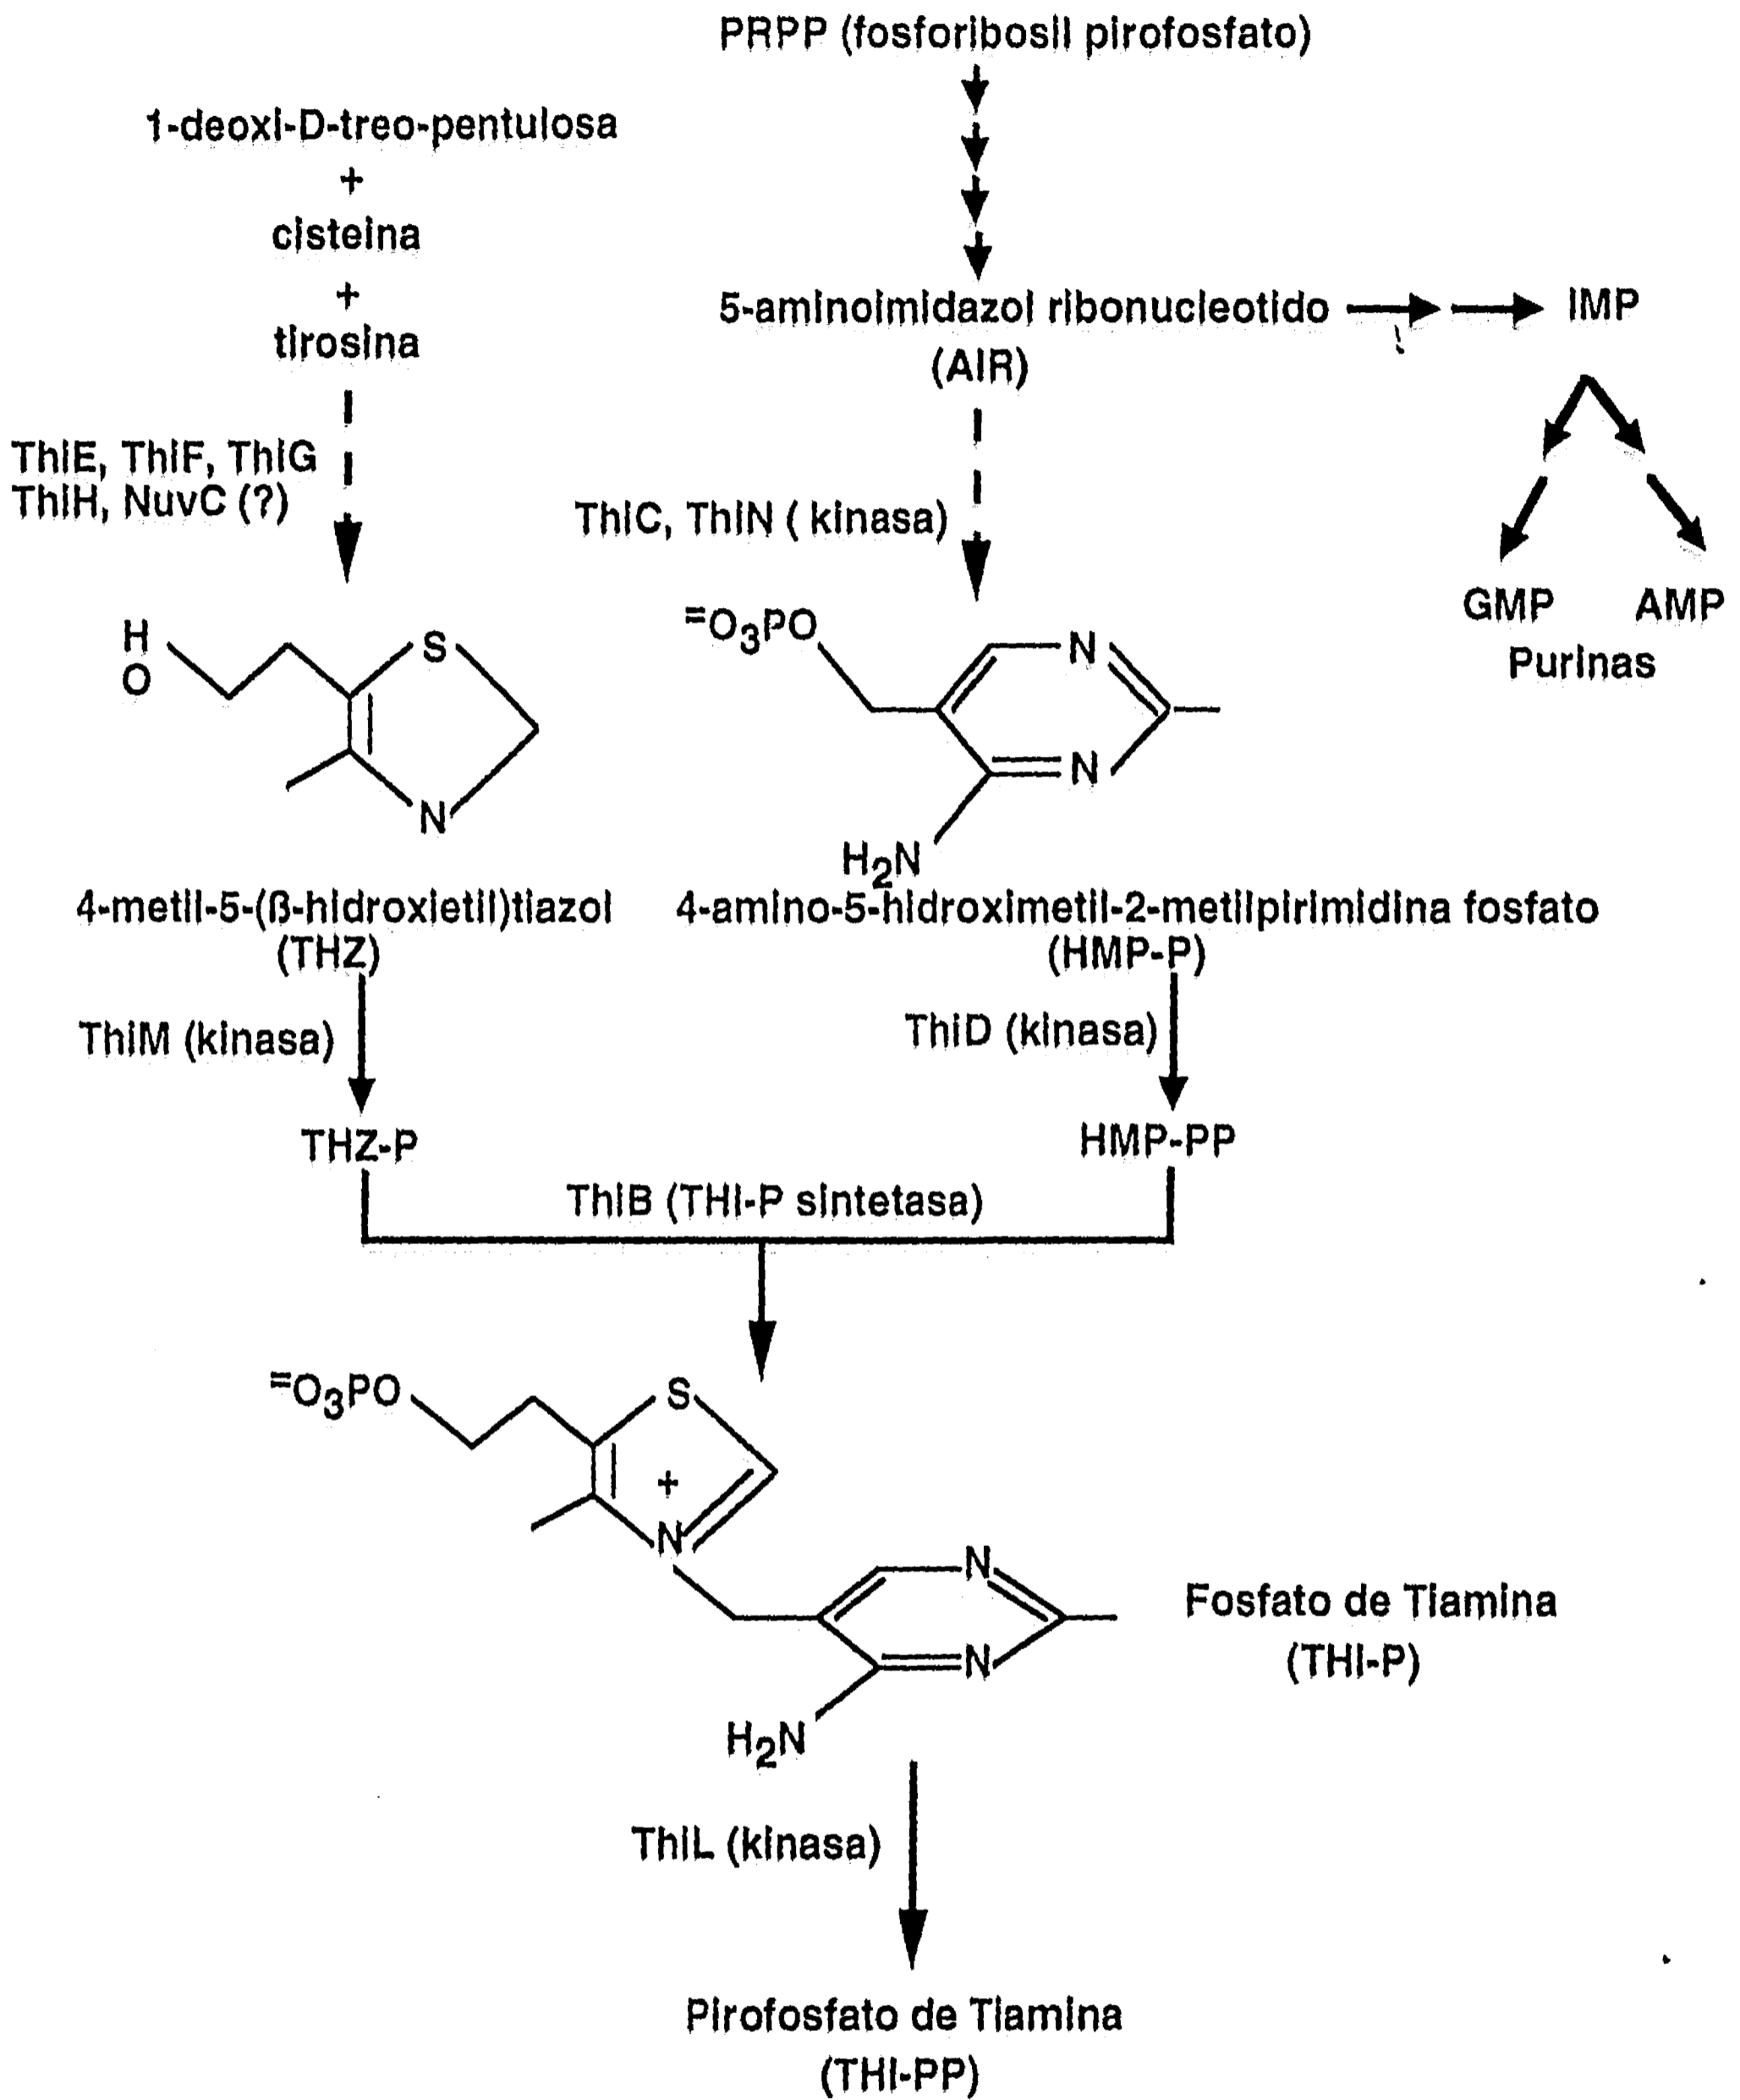 PRPP (fosforibosil pirofosfato)
1-deoxi-D-treo-pentulosa
+
cisteina
+
tirosina
5-aminoimidazol ribonucleotido
(AIR)
IMP
ThiE, ThiF, ThiG
ThiH, NuvC (?)
ThiC, ThiN ( kinasa)
GMP AMP
Purinas
H
O
S
N
=O3PO
N
N
H2N
4-metil-5-(ß-hidroxietil)tiazol
(THZ)
4-amino-5-hidroximetil-2-metilpirimidina fosfato
(HMP-P)
ThiM (kinasa)
ThiD (kinasa)
THZ-P
HMP-PP
ThiB (THI-P sintetasa)
=O3PO
S
+
N
N
N
H2N
Fosfato de Tiamina
(THI-P)
ThiL (kinasa)
Pirofosfato de Tiamina
(THI-PP)